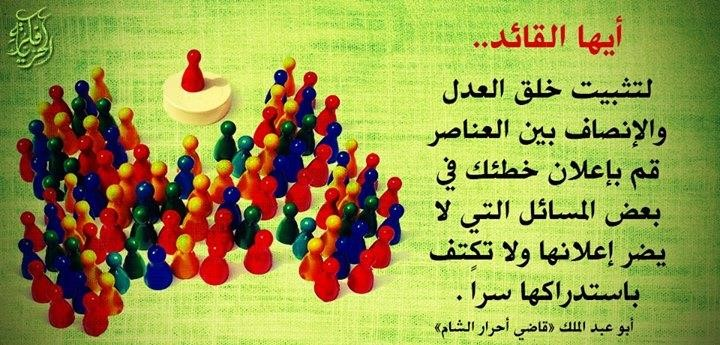 أيها القائد..
لتثبيت خلق العدل
والإنصاف بين العناصر
قم بإعلان خطئك في
بعض المسائل التي لا
يضر إعلانها ولا تكتف
باستدراكها سراً .
أبو عبد الملك «قاضي أحرار الشام»